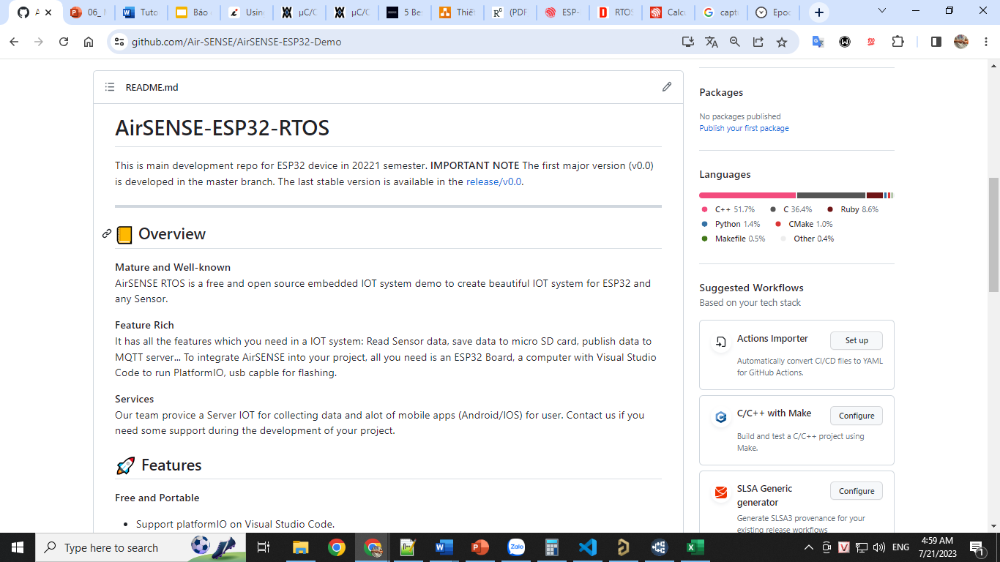 A
06_ M
Tuto
Báo c
Using
µC/C
µC/C
5 Be
Thiế
(PDF
ESP-
RTOS
Calcu
captu
Epoc
github.com/Air-SENSE/AirSENSE-ESP32-Demo
README.md
AirSENSE-ESP32-RTOS
This is main development repo for ESP32 device in 20221 semester. IMPORTANT NOTE The first major version (v0.0)
is developed in the master branch. The last stable version is available in the release/v0.0.
Overview
Mature and Well-known
AirSENSE RTOS is a free and open source embedded IOT system demo to create beautiful IOT system for ESP32 and
any Sensor.
Feature Rich
It has all the features which you need in a IOT system: Read Sensor data, save data to micro SD card, publish data to
MQTT server... To integrate AirSENSE into your project, all you need is an ESP32 Board, a computer with Visual Studio
Code to run PlatformIO, usb capble for flashing.
Services
Our team provice a Server IOT for collecting data and alot of mobile apps (Android/IOS) for user. Contact us if you
need some support during the development of your project.
Features
Free and Portable
Support platformIO on Visual Studio Code.
Packages
No packages published
Publish your first package
Languages
C++ 51.7% C 36.4% Ruby 8.6%
Python 1.4% CMake 1.0%
Makefile 0.5% Other 0.4%
Suggested Workflows
Based on your tech stack
Actions Importer
Set up
Automatically convert CI/CD files to YAML
for GitHub Actions.
C/C++ with Make
Configure
Build and test a C/C++ project using
Make.
SLSA Generic
generator
Configure
Generate SLSA3 provenance for your
existing release workflows
Type here to search
Zalo
ENG
4:59 AM
7/21/2023
1